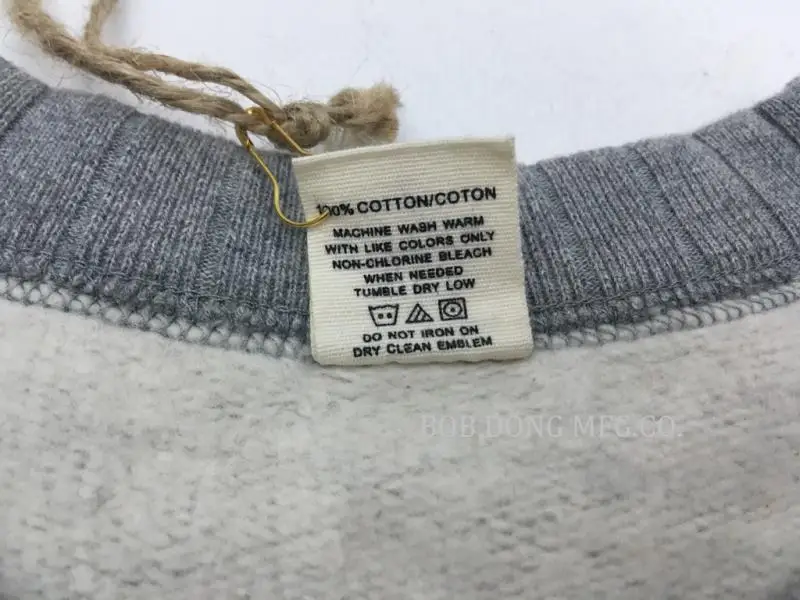 100% COTTON/COTON
MACHINE WASH WARM
WITH LIKE COLORS ONLY
NON-CHLORINE BLEACH
WHEN NEEDED
TUMBLE DRY LOW
DO NOT IRON ON
DRY CLEAN EMBLEM
BOB DONG MFG.CO.